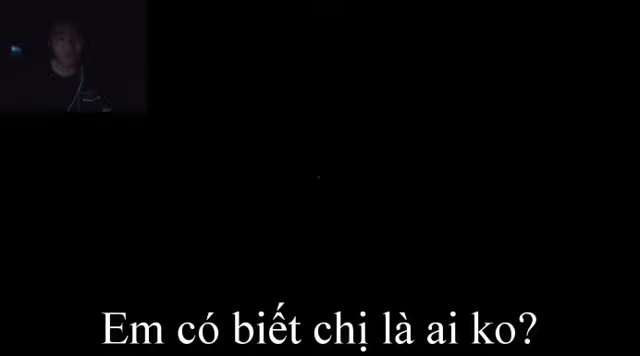 Em có biết chị là ai ko?